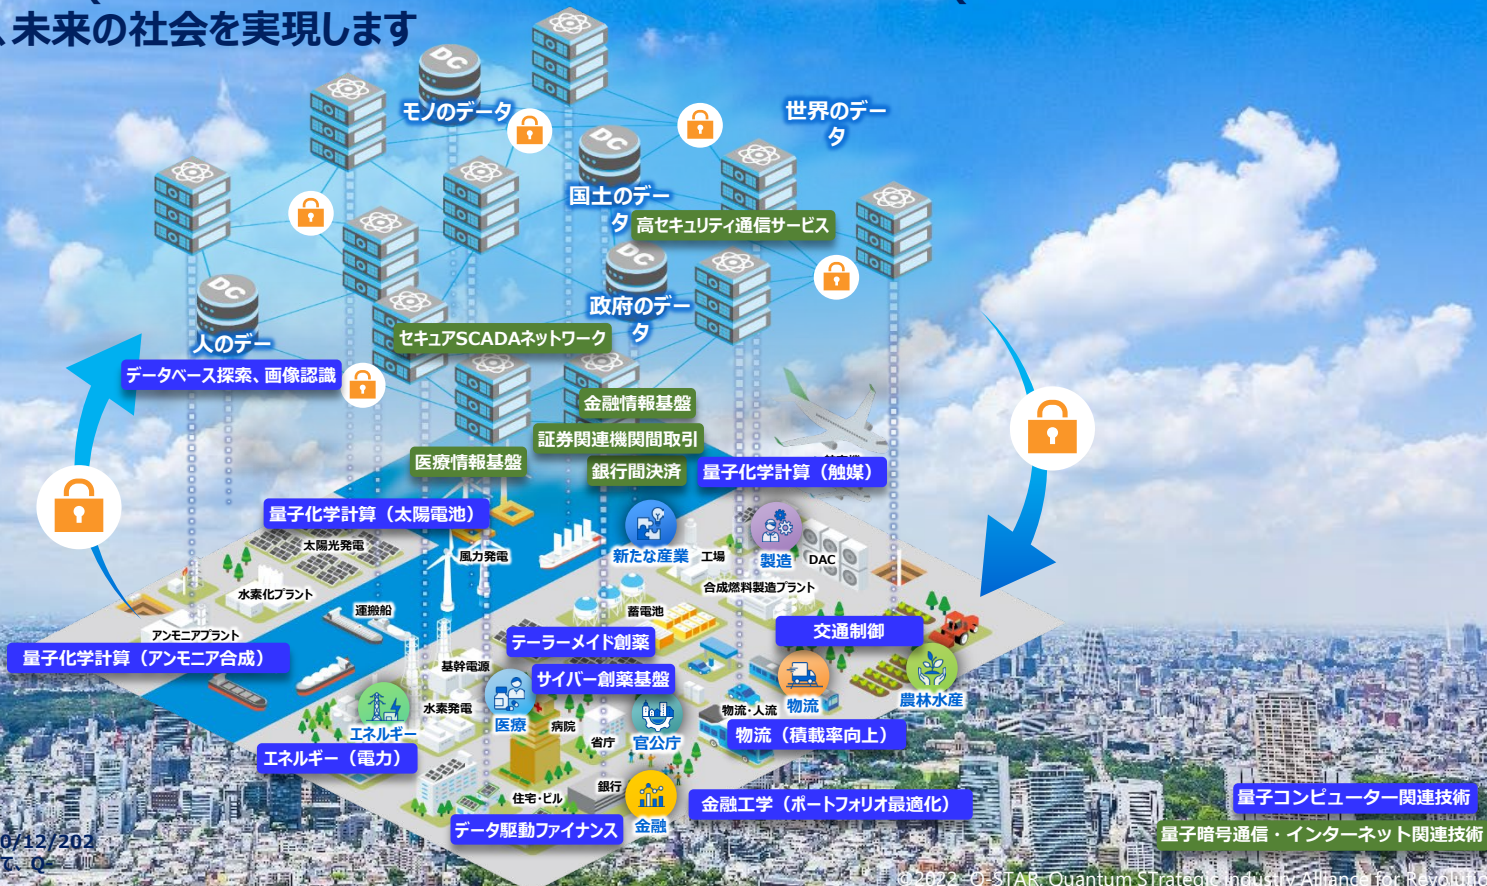 、未来の社会を実現します
DC
モノのデータ
世界のデー
タ
DC
国土のデー
タ
高セキュリティ通信サービス
DC
政府のデー
タ
DC
人のデー
セキュアSCADAネットワーク
データベース探索、画像認識
金融情報基盤
証券関連機関間取引
医療情報基盤
銀行間決済
量子化学計算（触媒）
量子化学計算（太陽電池）
太陽光発電
風力発電
新たな産業
工場
製造
DAC
水素化プラント
合成燃料製造プラント
運搬船
蓄電池
アンモニアプラント
テーラーメイド創薬
交通制御
量子化学計算（アンモニア合成）
基幹電源
サイバー創薬基盤
水素発電
物流・人流
物流
農林水産
エネルギー
医療
病院
省庁
官公庁
物流（積載率向上）
エネルギー（電力）
銀行
住宅・ビル
金融
金融工学（ポートフォリオ最適化）
データ駆動ファイナンス
量子コンピューター関連技術
量子暗号通信・インターネット関連技術
0/12/202
て、Q-
©2022 Q-STAR, Quantum STrategic industry Alliance for Revolutio